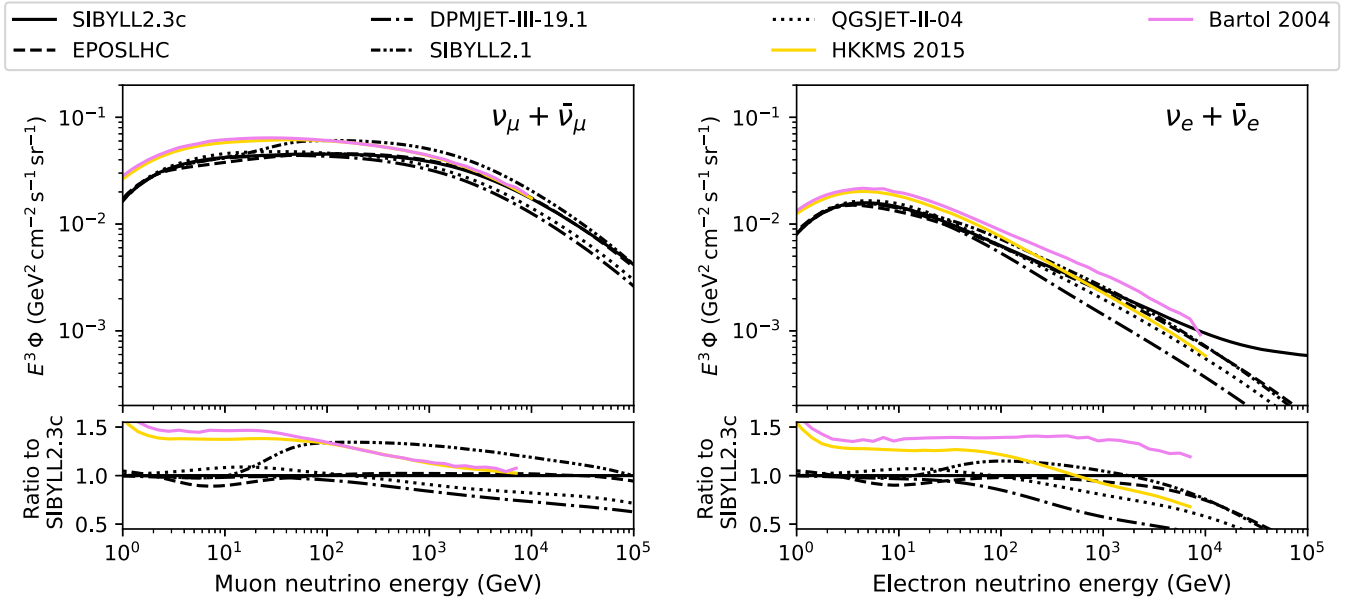 SIBYLL2.3c DPMJET-III-19.1 QGSJET-II-04 Bartol 2004
EPOSLHC SIBYLL2.1 HKKMS 2015
ν_μ + ν̄_μ
10⁻¹
10⁻²
10⁻³
E³ Φ (GeV² cm⁻² s⁻¹ sr⁻¹)
1.5
1.0
0.5
Ratio to
SIBYLL2.3c
10⁰ 10¹ 10² 10³ 10⁴ 10⁵
Muon neutrino energy (GeV)
ν_e + ν̄_e
10⁻¹
10⁻²
10⁻³
E³ Φ (GeV² cm⁻² s⁻¹ sr⁻¹)
1.5
1.0
0.5
Ratio to
SIBYLL2.3c
10⁰ 10¹ 10² 10³ 10⁴ 10⁵
Electron neutrino energy (GeV)